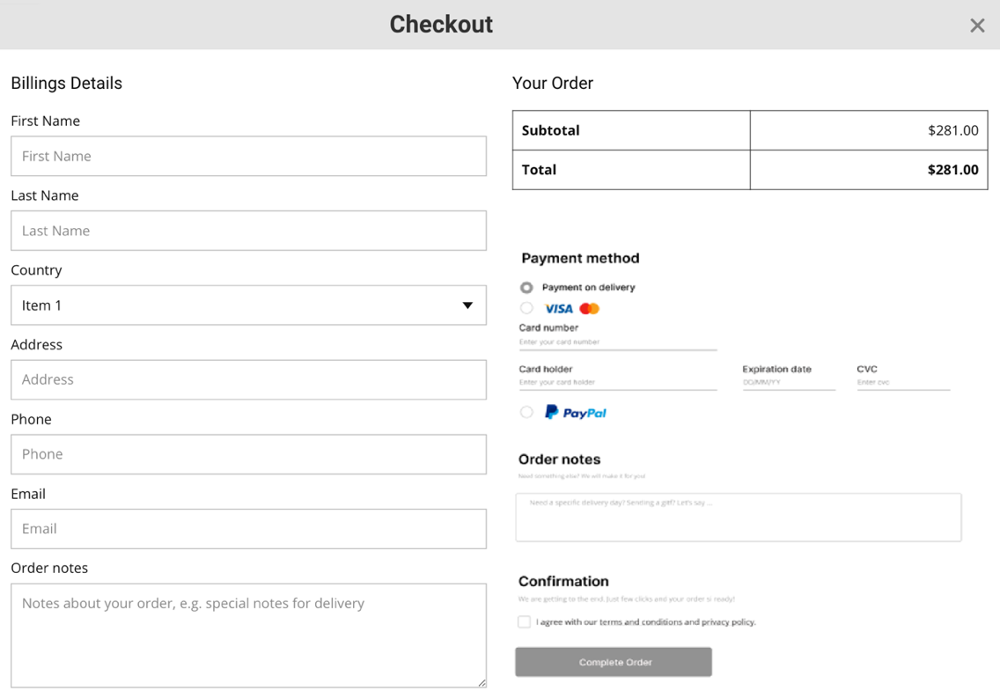 Checkout
Billings Details
First Name
First Name
Last Name
Last Name
Country
Item 1
Address
Address
Phone
Phone
Email
Email
Order notes
Notes about your order, e.g. special notes for delivery
Your Order
Subtotal $281.00
Total $281.00
Payment method
Payment on delivery
VISA
Card number
Enter your card number
Card holder Expiration date CVC
Enter your card holder DD/MM/YY Enter cvc
PayPal
Order notes
Need something else? We will make it for you!
Need a specific delivery day? Sending a gitf? Let's say ...
Confirmation
We are getting to the end. Just few clicks and your order si ready!
I agree with our terms and conditions and privacy policy.
Complete Order